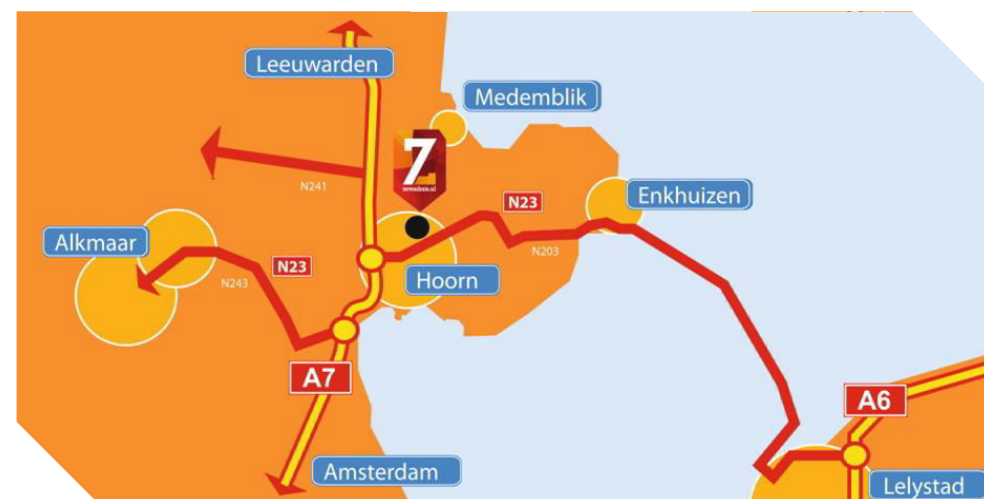 Leeuwarden
Medemblik
7
N241
Enkhuizen
N23
Alkmaar
N203
N23
Hoorn
N243
A7
A6
Amsterdam
Lelystad